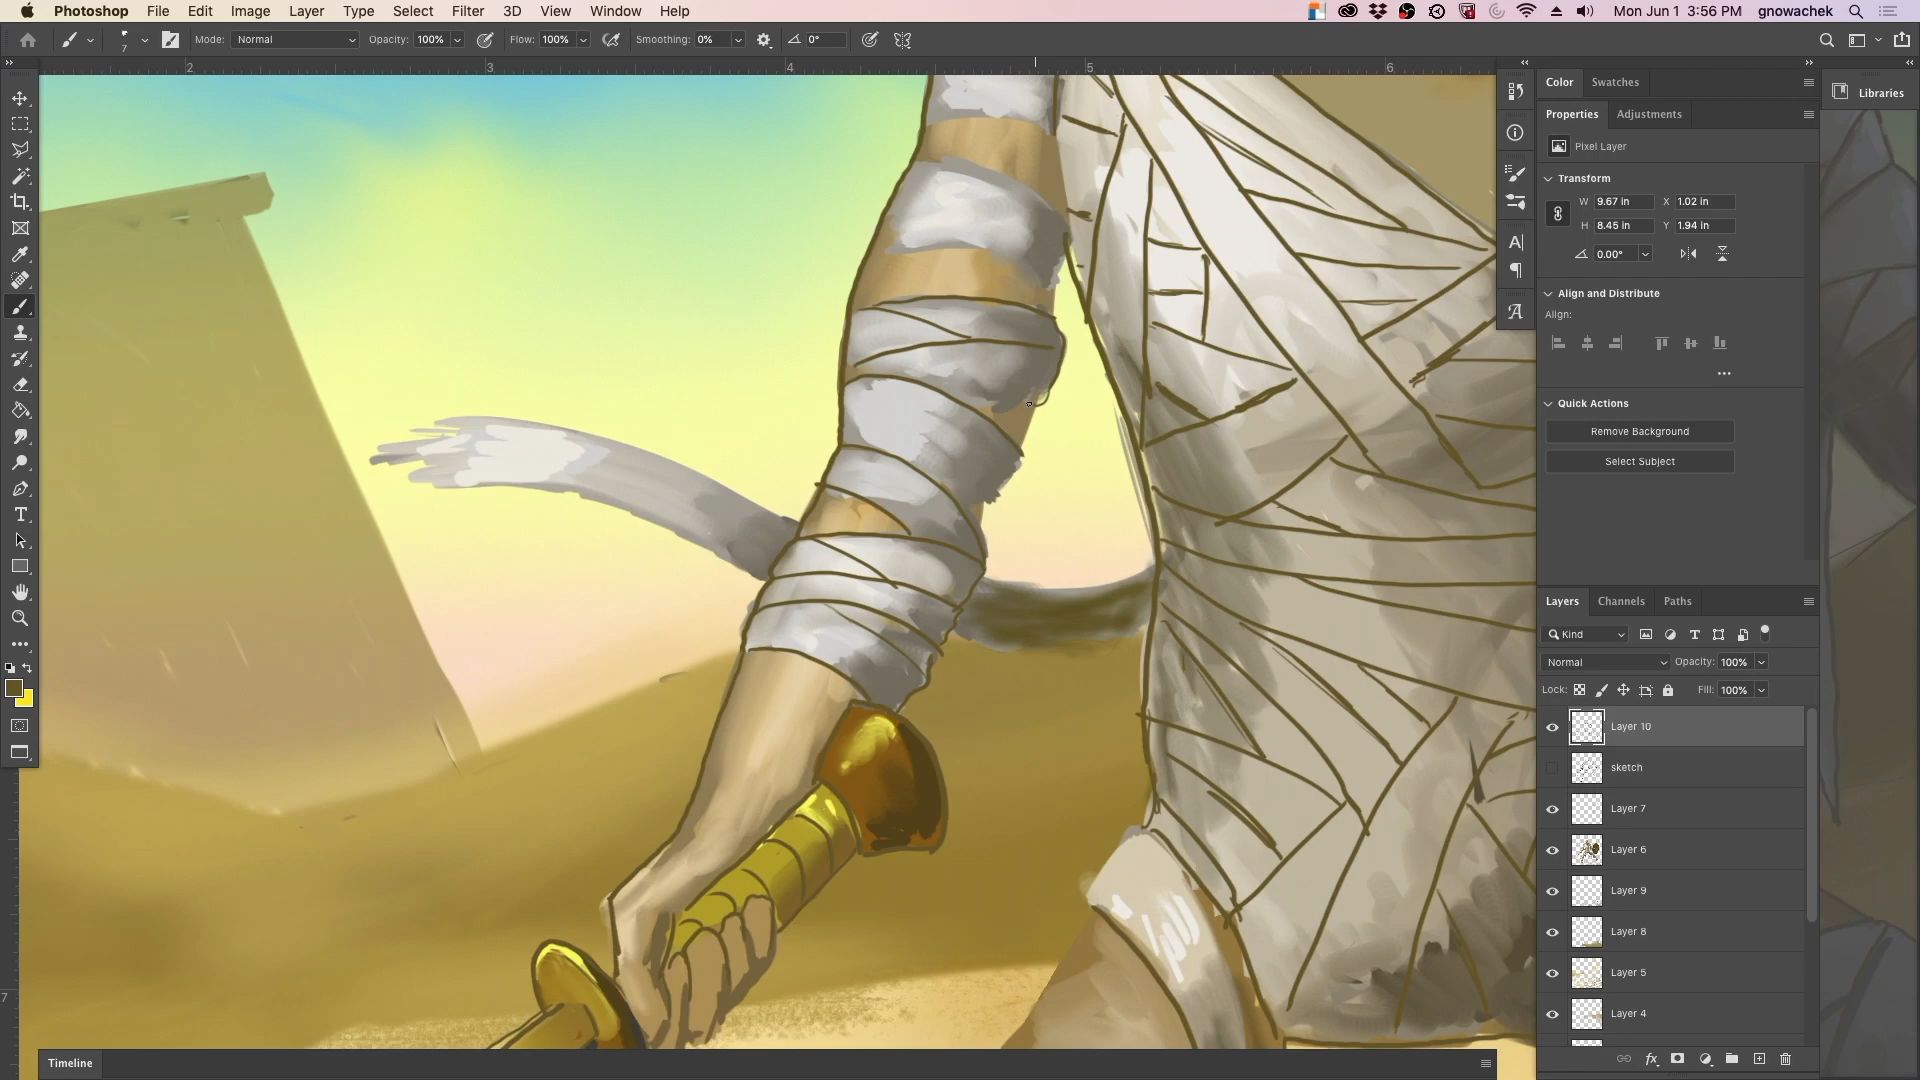 Photoshop File Edit Image Layer Type Select Filter 3D View Window Help Mon Jun 1 3:56 PM gnowachek
7 Mode: Normal Opacity: 100% Flow: 100% Smoothing: 0% 0°
2 3 4 5 6
Color Swatches
Libraries
Properties Adjustments
Pixel Layer
Transform
W 9.67 in X 1.02 in
H 8.45 in Y 1.94 in
0.00°
Align and Distribute
Align:
Quick Actions
Remove Background
Select Subject
Layers Channels Paths
Kind
Normal Opacity: 100%
Lock: Fill: 100%
Layer 10
sketch
Layer 7
Layer 6
Layer 9
Layer 8
Layer 5
Layer 4
7
Timeline